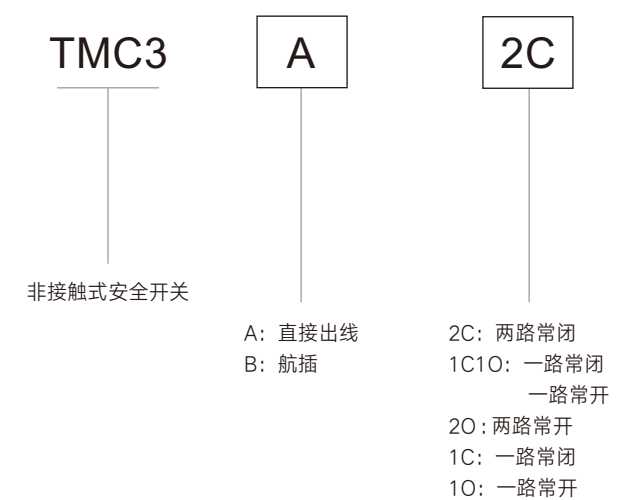 TMC3 A 2C
非接触式安全开关
A: 直接出线
B: 航插
2C: 两路常闭
1C1O: 一路常闭
一路常开
2O : 两路常开
1C: 一路常闭
1O: 一路常开